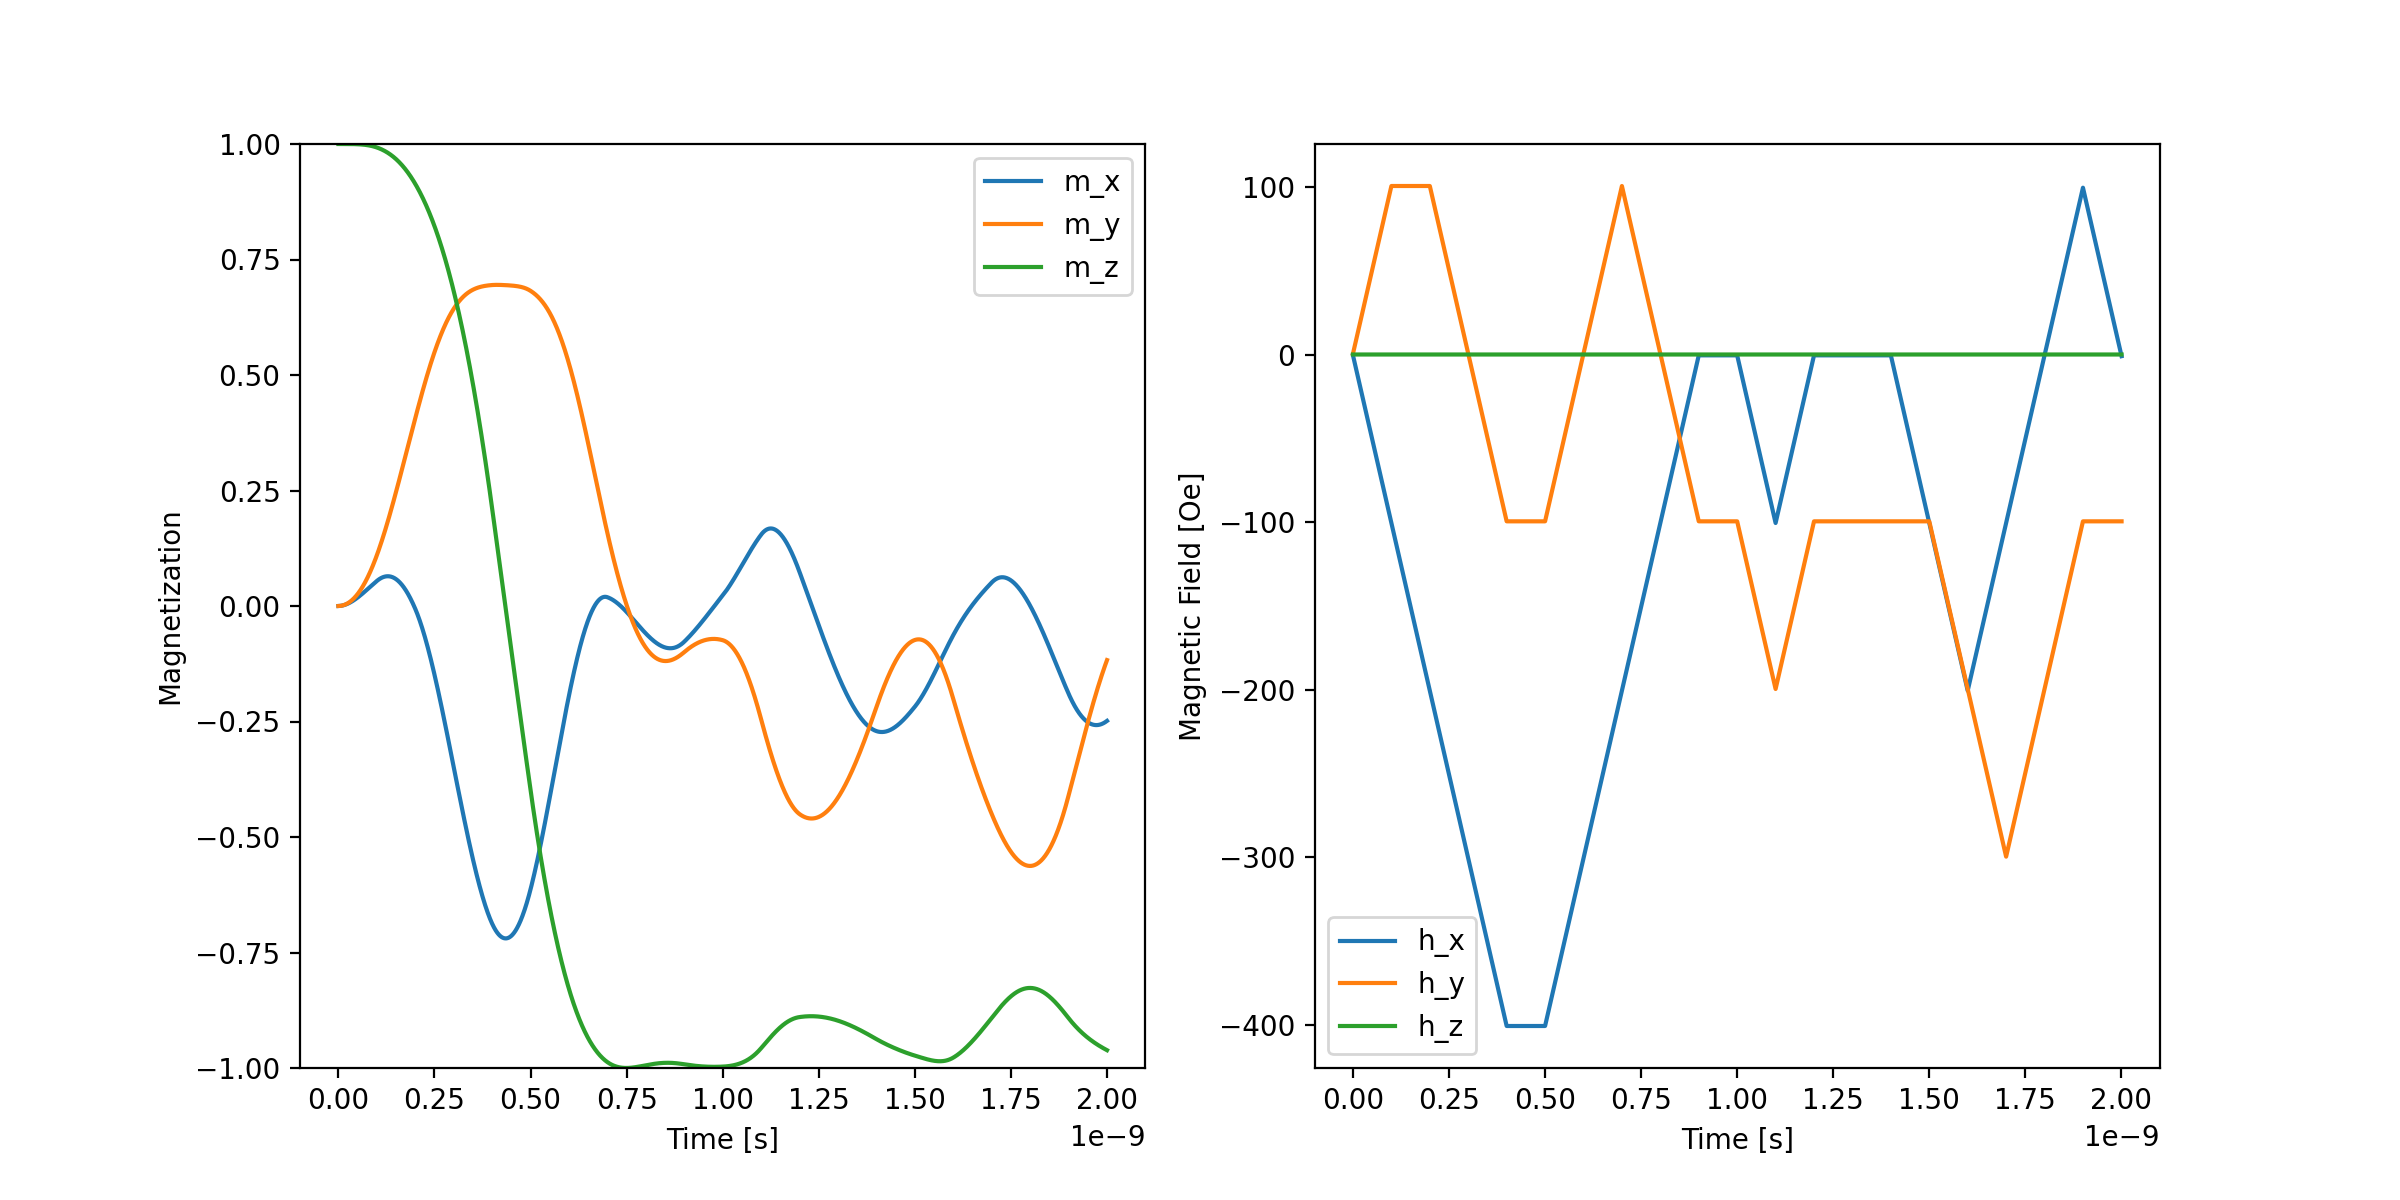 Magnetization
1.00
0.75
0.50
0.25
0.00
−0.25
−0.50
−0.75
−1.00
m_x
m_y
m_z
0.00 0.25 0.50 0.75 1.00 1.25 1.50 1.75 2.00
Time [s]
1e−9
Magnetic Field [Oe]
100
0
−100
−200
−300
−400
h_x
h_y
h_z
0.00 0.25 0.50 0.75 1.00 1.25 1.50 1.75 2.00
Time [s]
1e−9